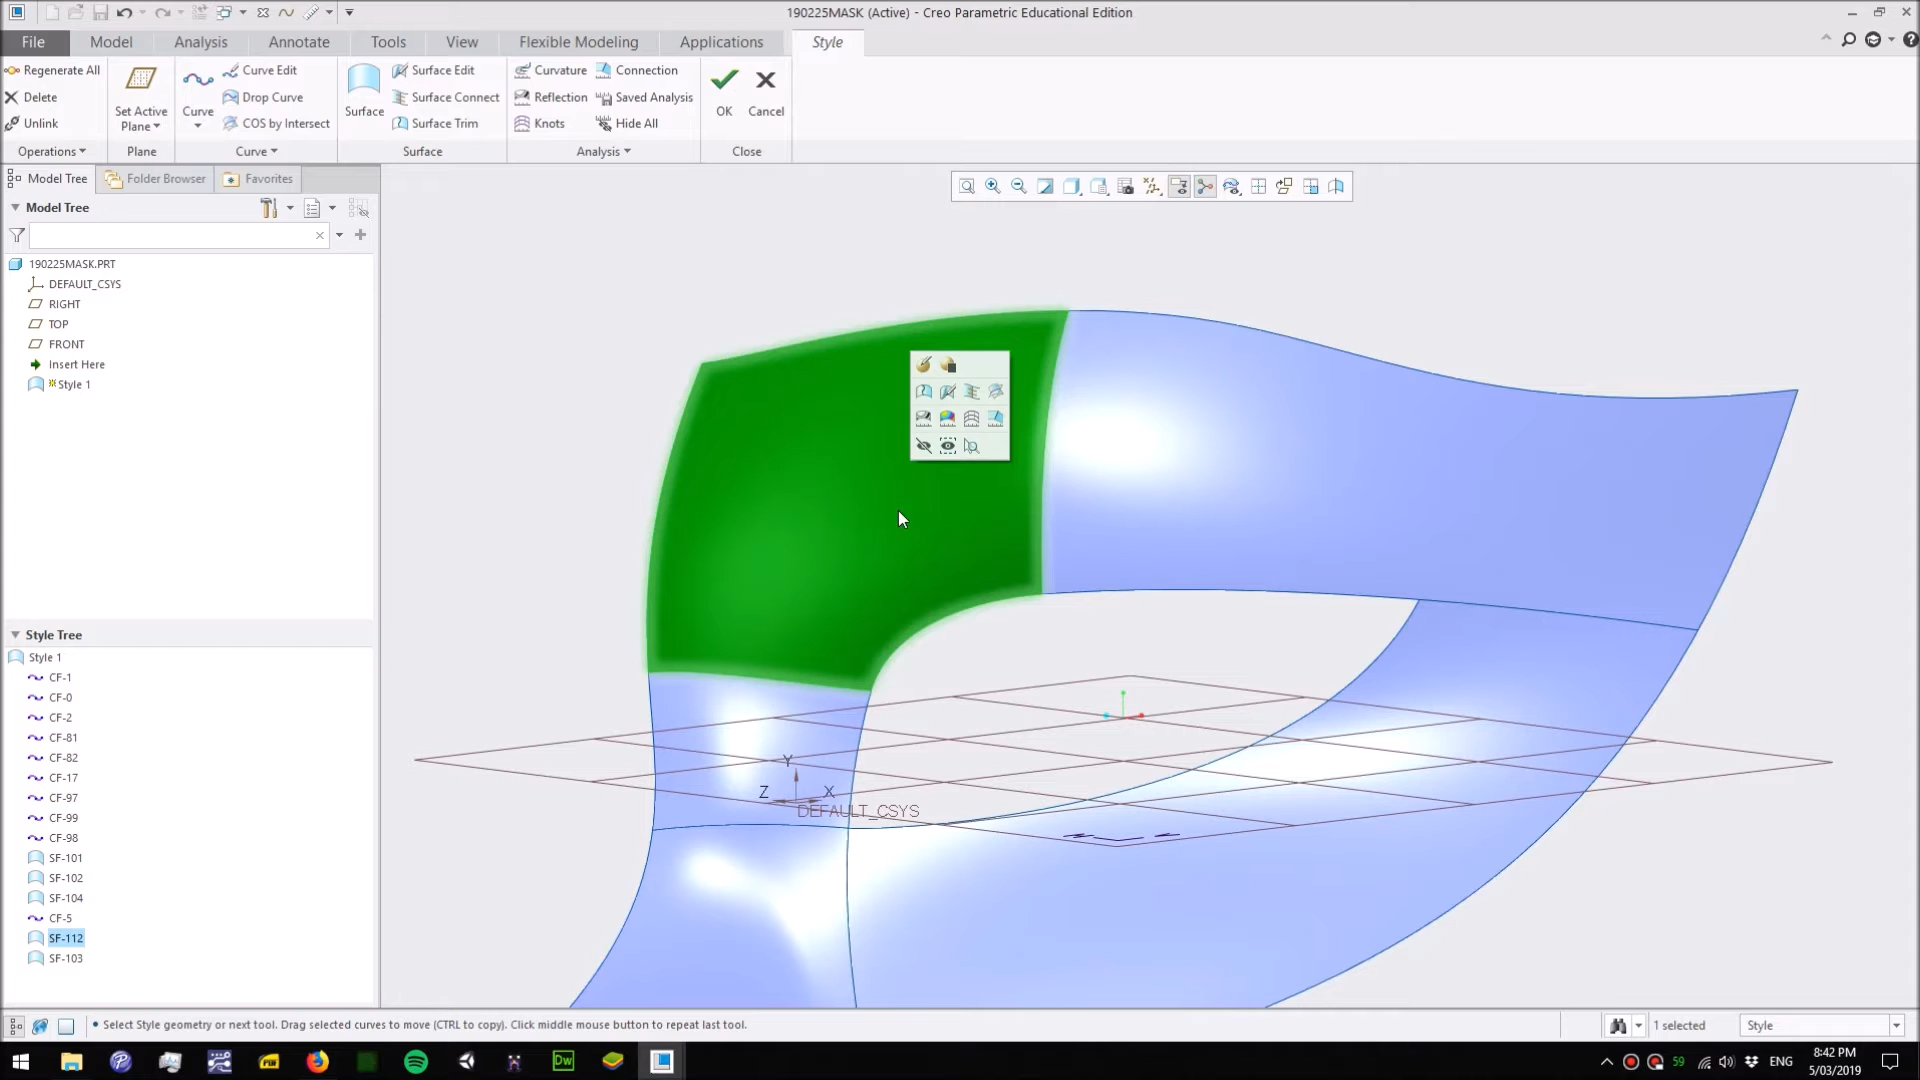 190225MASK (Active) - Creo Parametric Educational Edition
File Model Analysis Annotate Tools View Flexible Modeling Applications Style
Regenerate All
Delete
Unlink
Operations
Set Active
Plane
Plane
Curve
Curve Edit
Drop Curve
COS by Intersect
Curve
Surface
Surface Edit
Surface Connect
Surface Trim
Surface
Curvature
Reflection
Knots
Connection
Saved Analysis
Hide All
Analysis
OK
Cancel
Close
Model Tree Folder Browser Favorites
Model Tree
190225MASK.PRT
DEFAULT_CSYS
RIGHT
TOP
FRONT
Insert Here
Style 1
Style Tree
Style 1
CF-1
CF-0
CF-2
CF-81
CF-82
CF-17
CF-97
CF-99
CF-98
SF-101
SF-102
SF-104
CF-5
SF-112
SF-103
Y
Z
X
DEFAULT_CSYS
• Select Style geometry or next tool. Drag selected curves to move (CTRL to copy). Click middle mouse button to repeat last tool.
1 selected
Style
Dw
59
ENG
8:42 PM
5/03/2019